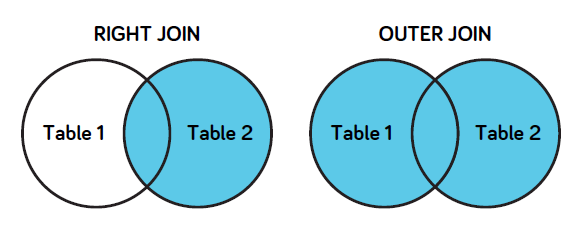 RIGHT JOIN
Table 1
Table 2
OUTER JOIN
Table 1
Table 2